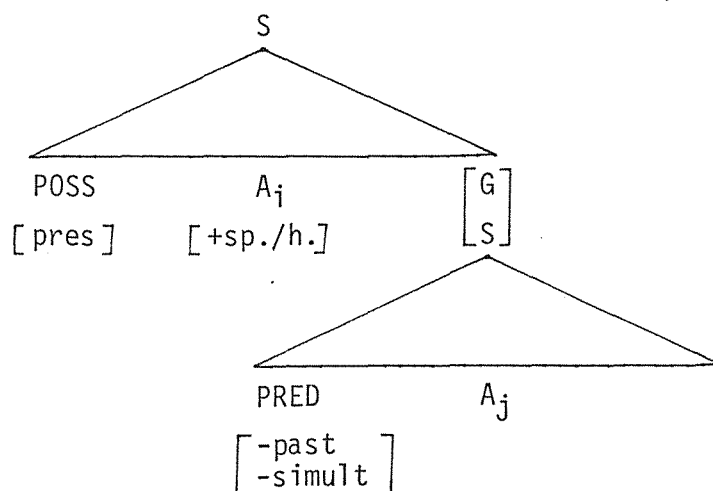 S
POSS A_i [G
[pres] [+sp./h.] S]
PRED A_j
[-past
-simult]